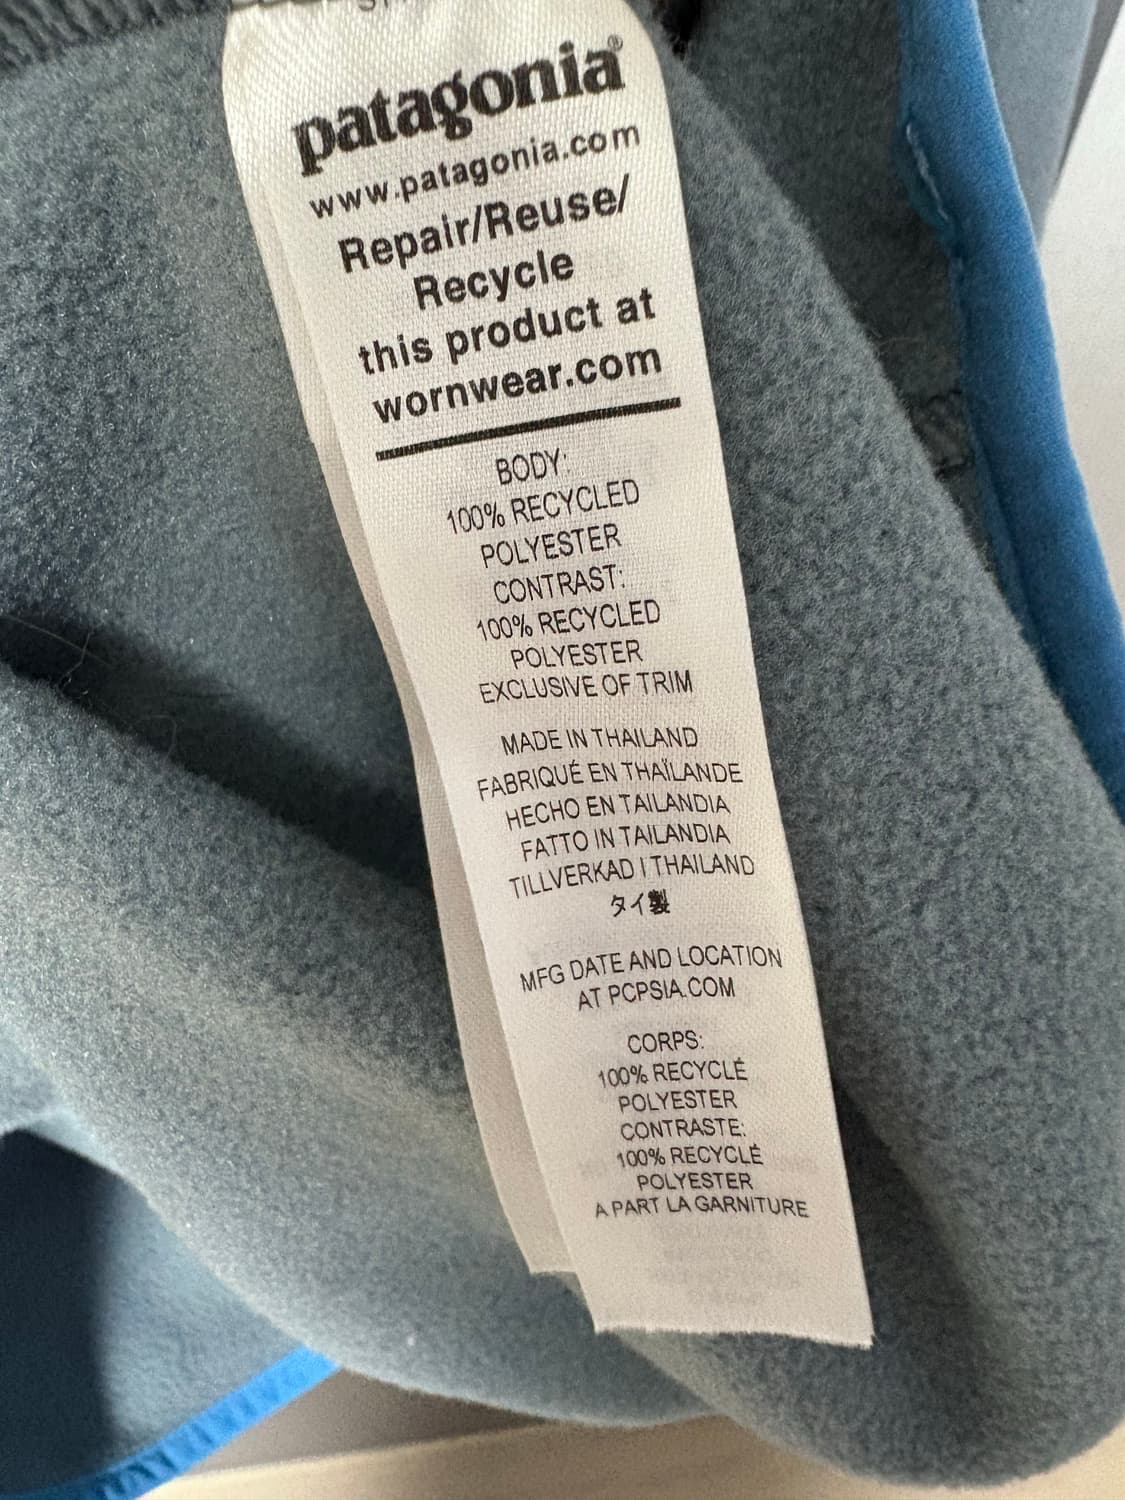 patagonia®
www.patagonia.com
Repair/Reuse/
Recycle
this product at
wornwear.com
BODY:
100% RECYCLED
POLYESTER
CONTRAST:
100% RECYCLED
POLYESTER
EXCLUSIVE OF TRIM
MADE IN THAILAND
FABRIQUÉ EN THAÏLANDE
HECHO EN TAILANDIA
FATTO IN TAILANDIA
TILLVERKAD I THAILAND
タイ製
MFG DATE AND LOCATION
AT PCPSIA.COM
CORPS:
100% RECYCLÉ
POLYESTER
CONTRASTE:
100% RECYCLÉ
POLYESTER
A PART LA GARNITURE